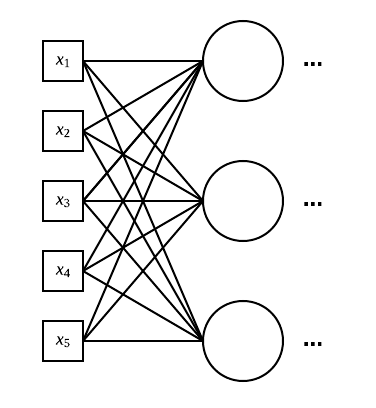 x₁ ...
x₂
x₃ ...
x₄
x₅ ...